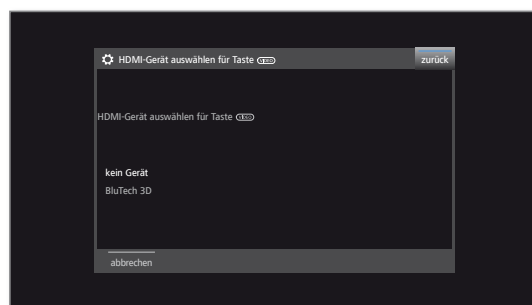 HDMI-Gerät auswählen für Taste
zurück
HDMI-Gerät auswählen für Taste
kein Gerät
BluTech 3D
abbrechen